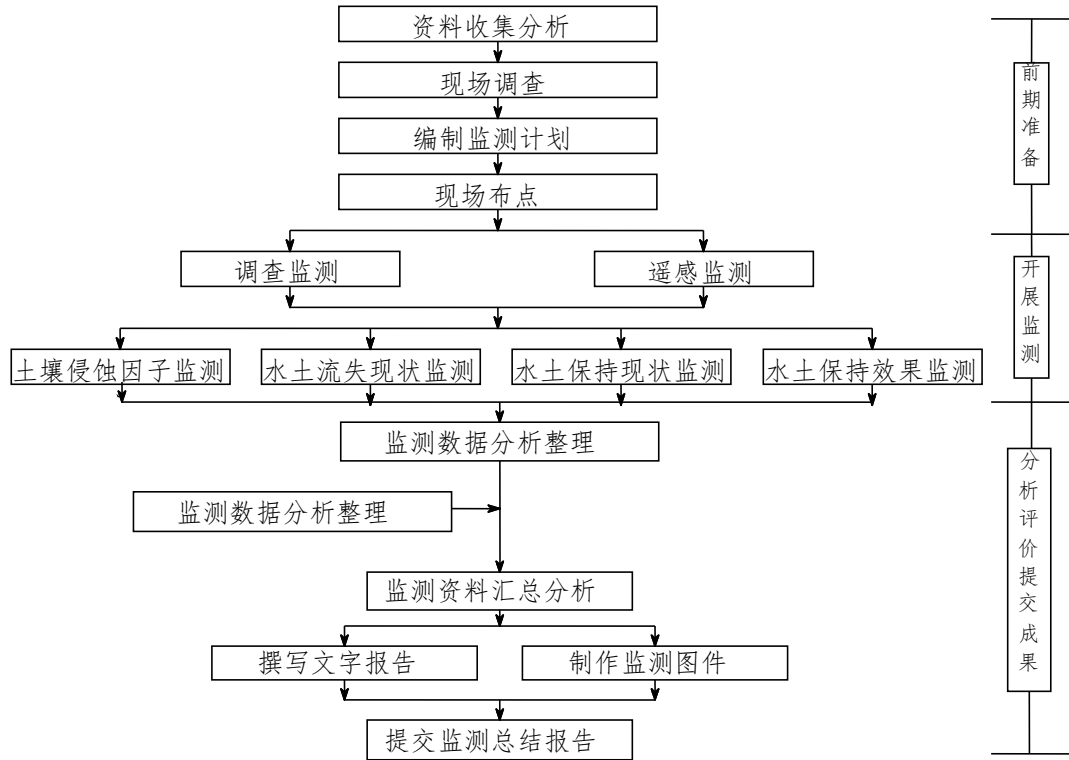 资料收集分析
现场调查
编制监测计划
现场布点
调查监测
遥感监测
土壤侵蚀因子监测
水土流失现状监测
水土保持现状监测
水土保持效果监测
监测数据分析整理
监测数据分析整理
监测资料汇总分析
撰写文字报告
制作监测图件
提交监测总结报告
前期准备
开展监测
分析评价提交成果